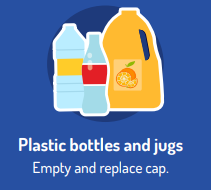 Plastic bottles and jugs
Empty and replace cap.